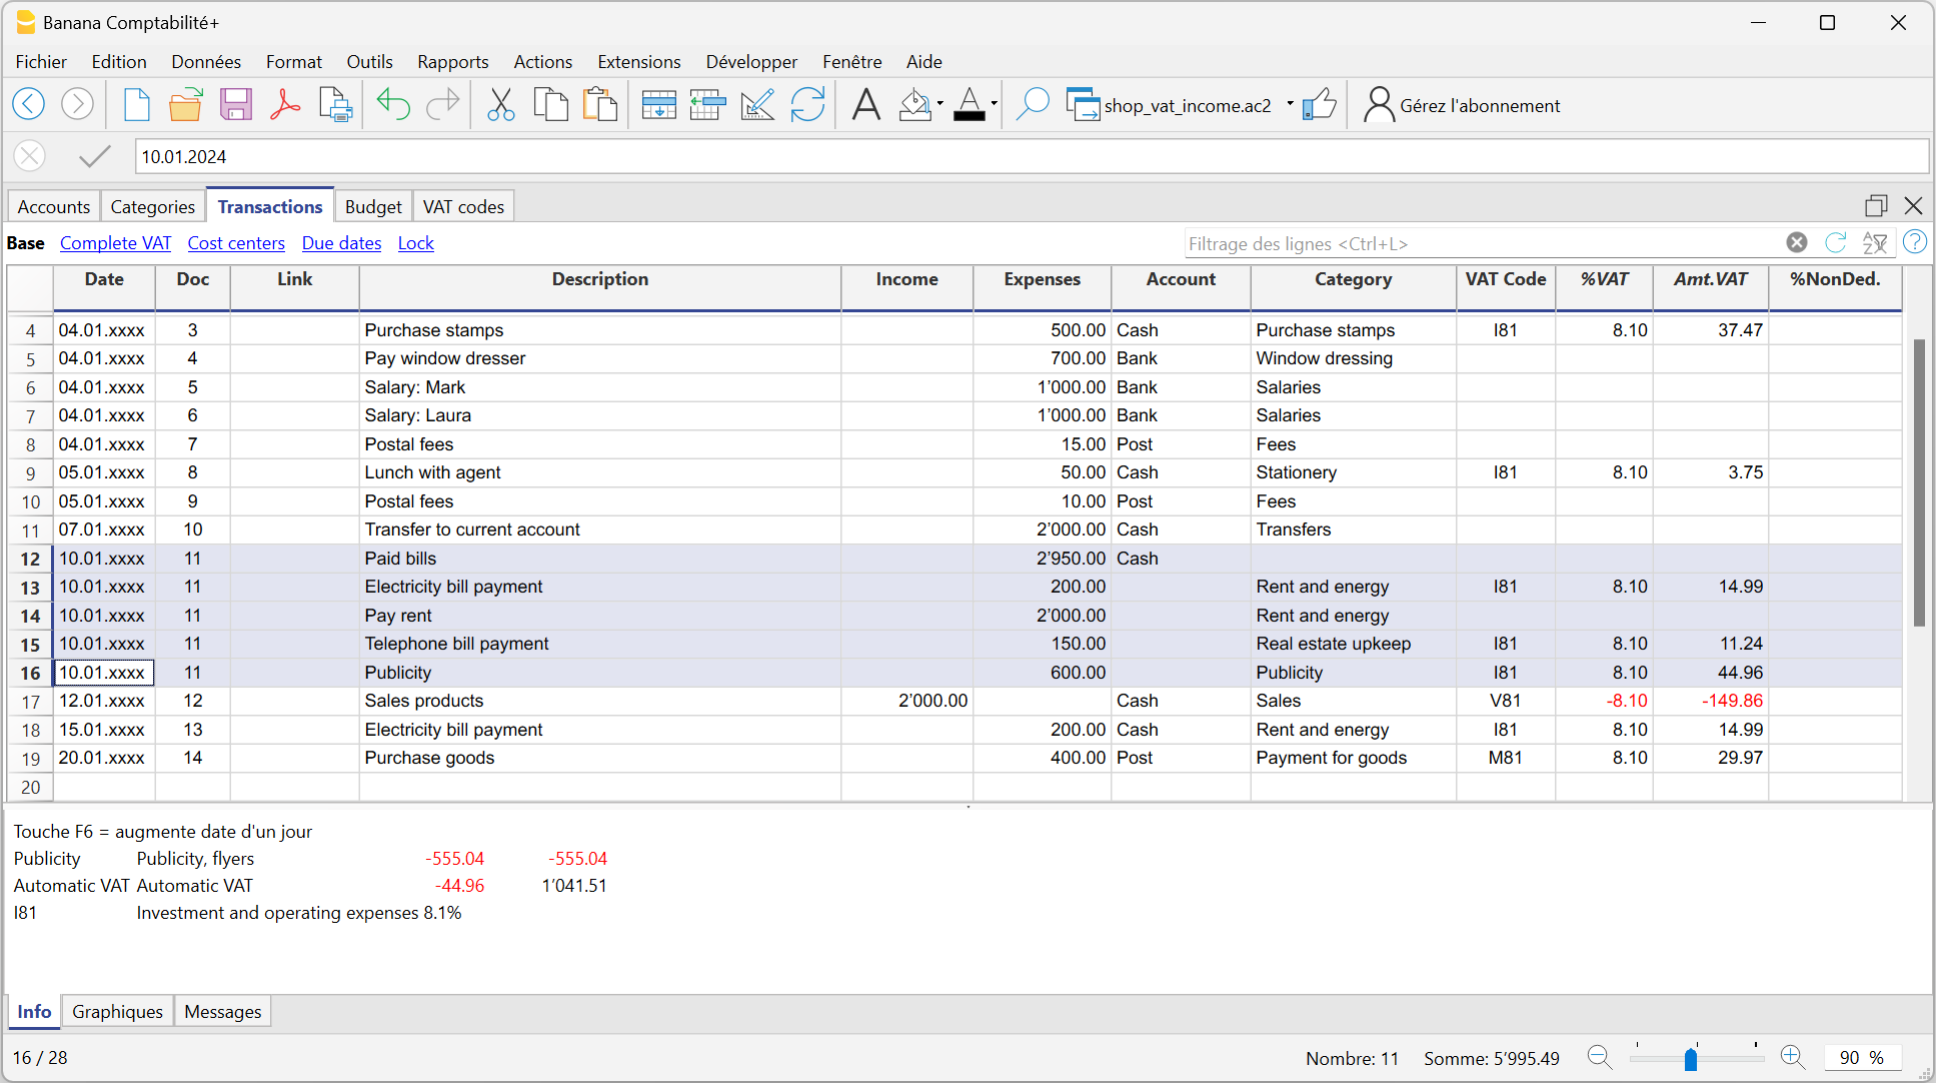 Banana Comptabilité+
Fichier Edition Données Format Outils Rapports Actions Extensions Développer Fenêtre Aide
shop_vat_income.ac2 Gérez l'abonnement
10.01.2024
Accounts Categories Transactions Budget VAT codes
Base Complete VAT Cost centers Due dates Lock Filtrage des lignes <Ctrl+L>
Date Doc Link Description Income Expenses Account Category VAT Code %VAT Amt.VAT %NonDed.
4 04.01.xxxx 3 Purchase stamps 500.00 Cash Purchase stamps I81 8.10 37.47
5 04.01.xxxx 4 Pay window dresser 700.00 Bank Window dressing
6 04.01.xxxx 5 Salary: Mark 1’000.00 Bank Salaries
7 04.01.xxxx 6 Salary: Laura 1’000.00 Bank Salaries
8 04.01.xxxx 7 Postal fees 15.00 Post Fees
9 05.01.xxxx 8 Lunch with agent 50.00 Cash Stationery I81 8.10 3.75
10 05.01.xxxx 9 Postal fees 10.00 Post Fees
11 07.01.xxxx 10 Transfer to current account 2’000.00 Cash Transfers
12 10.01.xxxx 11 Paid bills 2’950.00 Cash
13 10.01.xxxx 11 Electricity bill payment 200.00 Rent and energy I81 8.10 14.99
14 10.01.xxxx 11 Pay rent 2’000.00 Rent and energy
15 10.01.xxxx 11 Telephone bill payment 150.00 Real estate upkeep I81 8.10 11.24
16 10.01.xxxx 11 Publicity 600.00 Publicity I81 8.10 44.96
17 12.01.xxxx 12 Sales products 2’000.00 Cash Sales V81 -8.10 -149.86
18 15.01.xxxx 13 Electricity bill payment 200.00 Cash Rent and energy I81 8.10 14.99
19 20.01.xxxx 14 Purchase goods 400.00 Post Payment for goods M81 8.10 29.97
20
Touche F6 = augmente date d'un jour
Publicity Publicity, flyers -555.04 -555.04
Automatic VAT Automatic VAT -44.96 1’041.51
I81 Investment and operating expenses 8.1%
Info Graphiques Messages
16 / 28 Nombre: 11 Somme: 5’995.49 90 %